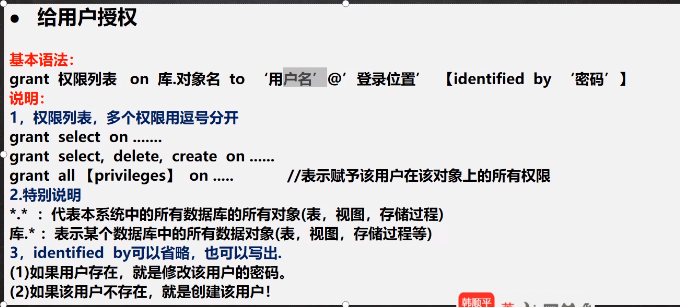 ● 给用户授权
基本语法：
grant 权限列表 on 库.对象名 to ‘用户名’@’登录位置’ 【identified by ‘密码’】
说明：
1，权限列表，多个权限用逗号分开
grant select on .......
grant select, delete, create on ......
grant all 【privileges】 on ..... //表示赋予该用户在该对象上的所有权限
2.特别说明
*.* ：代表本系统中的所有数据库的所有对象(表，视图，存储过程)
库.*：表示某个数据库中的所有数据对象(表，视图，存储过程等)
3，identified by可以省略，也可以写出.
(1)如果用户存在，就是修改该用户的密码。
(2)如果该用户不存在，就是创建该用户！
韩顺平